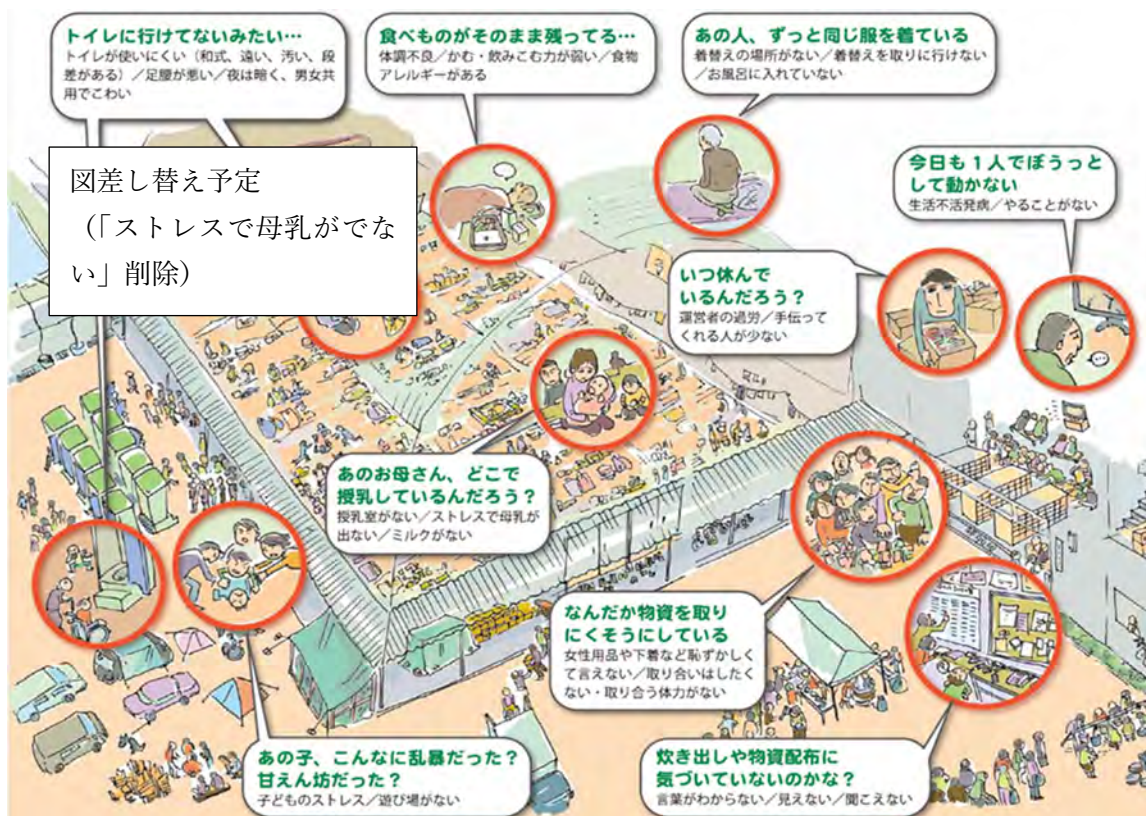 トイレに行けてないみたい…
トイレが使いにくい(和式、遠い、汚い、段
差がある)/足腰が悪い/夜は暗く、男女共
用でこわい
食べものがそのまま残ってる…
体調不良/かむ・飲みこむ力が弱い/食物
アレルギーがある
あの人、ずっと同じ服を着ている
着替えの場所がない/着替えを取りに行けない
/お風呂に入れていない
今日も1人でぼうっと
して動かない
生活不活発病/やることがない
図差し替え予定
(「ストレスで母乳がでな
い」削除)
いつ休んで
いるんだろう?
運営者の過労/手伝って
くれる人が少ない
あのお母さん、どこで
授乳しているんだろう?
授乳室がない/ストレスで母乳が
出ない/ミルクがない
なんだか物資を取り
にくそうにしている
女性用品や下着など恥ずかしく
て言えない/取り合いはしたく
ない・取り合う体力がない
あの子、こんなに乱暴だった?
甘えん坊だった?
子どものストレス/遊び場がない
炊き出しや物資配布に
気づいていないのかな?
言葉がわからない/見えない/聞こえない